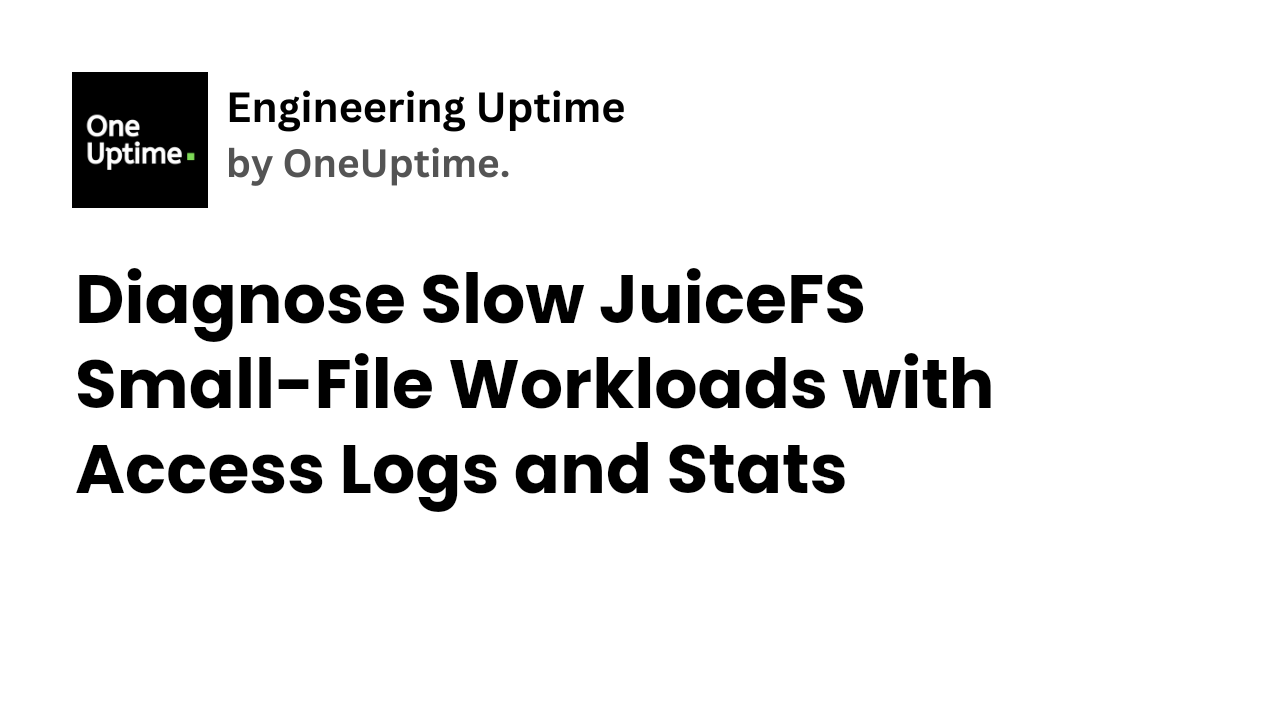 One
Uptime.
Engineering Uptime
by OneUptime.
Diagnose Slow JuiceFS
Small-File Workloads with
Access Logs and Stats